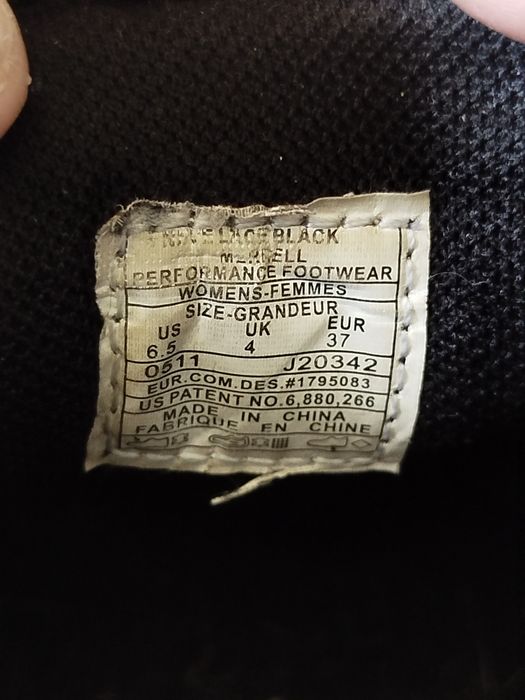 LACE BLACK
MERRELL
PERFORMANCE FOOTWEAR
WOMENS-FEMMES
SIZE-GRANDEUR
US UK EUR
6.5 4 37
0511 J20342
EUR.COM.DES.#1795083
US PATENT NO.6,880,266
MADE IN CHINA
FABRIQUE EN CHINE